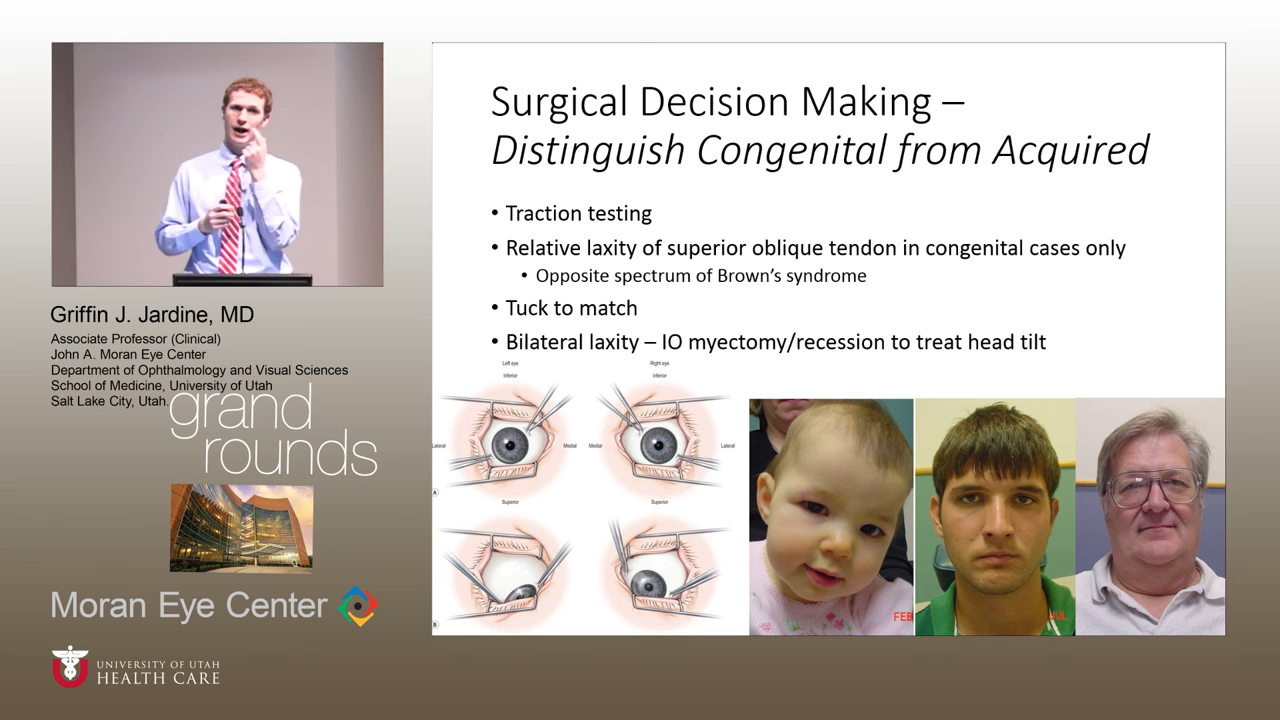 Griffin J. Jardine, MD
Associate Professor (Clinical)
John A. Moran Eye Center
Department of Ophthalmology and Visual Sciences
School of Medicine, University of Utah
Salt Lake City, Utah.
grand
rounds
Moran Eye Center
UNIVERSITY OF UTAH
HEALTH CARE
Surgical Decision Making –
Distinguish Congenital from Acquired
• Traction testing
• Relative laxity of superior oblique tendon in congenital cases only
• Opposite spectrum of Brown's syndrome
• Tuck to match
• Bilateral laxity – IO myectomy/recession to treat head tilt
Left eye
Right eye
Inferior
Inferior
Lateral
Medial
Medial
Lateral
A
Superior
Superior
B
FEB
JUL